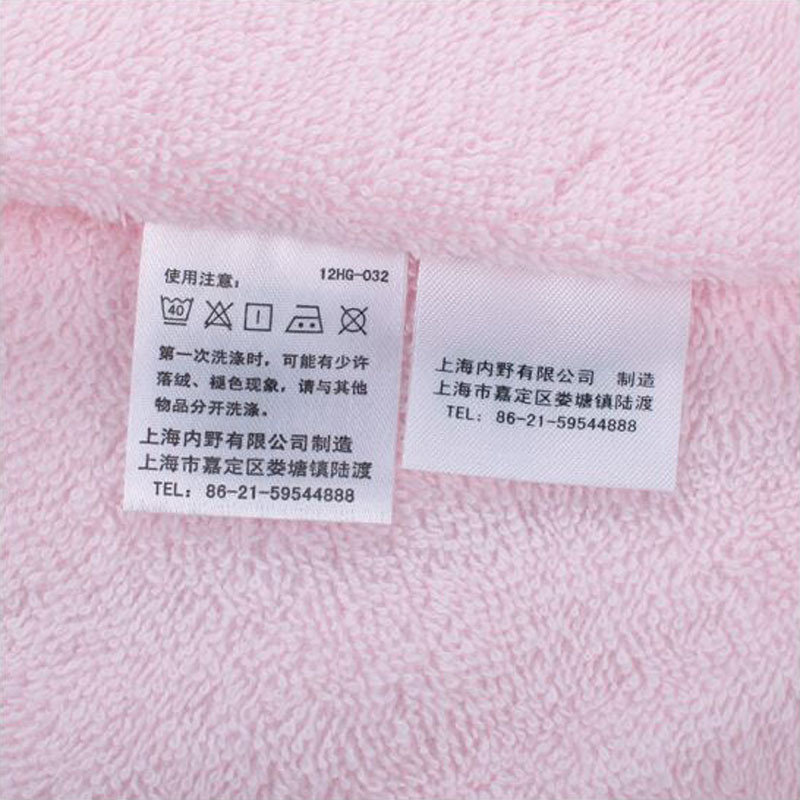 使用注意： 12HG-032
40
第一次洗涤时，可能有少许
落绒、褪色现象，请与其他
物品分开洗涤。
上海内野有限公司制造
上海市嘉定区娄塘镇陆渡
TEL：86-21-59544888
上海内野有限公司 制造
上海市嘉定区娄塘镇陆渡
TEL：86-21-59544888